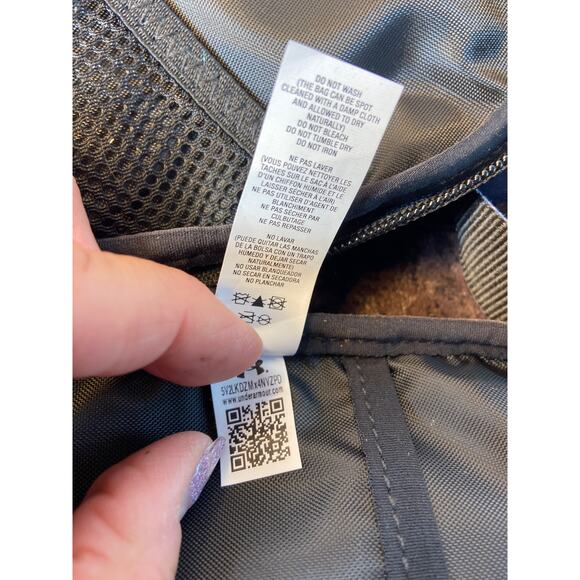 DO NOT WASH
(THE BAG CAN BE SPOT
CLEANED WITH A DAMP CLOTH
AND ALLOWED TO DRY
NATURALLY)
DO NOT BLEACH
DO NOT TUMBLE DRY
DO NOT IRON
NE PAS LAVER
(VOUS POUVEZ NETTOYER LES
TACHES SUR LE SAC À L'AIDE
D'UN CHIFFON HUMIDE ET LE
LAISSER SÉCHER À L'AIR)
NE PAS UTILISER D'AGENT DE
BLANCHIMENT
NE PAS SÉCHER PAR
CULBUTAGE
NE PAS REPASSER
NO LAVAR
(PUEDE QUITAR LAS MANCHAS
DE LA BOLSA CON UN TRAPO
HÚMEDO Y DEJAR SECAR
NATURALMENTE)
NO USAR BLANQUEADOR
NO SECAR EN SECADORA
NO PLANCHAR
5V2LKDZMx4NVZPD
www.underarmour.com